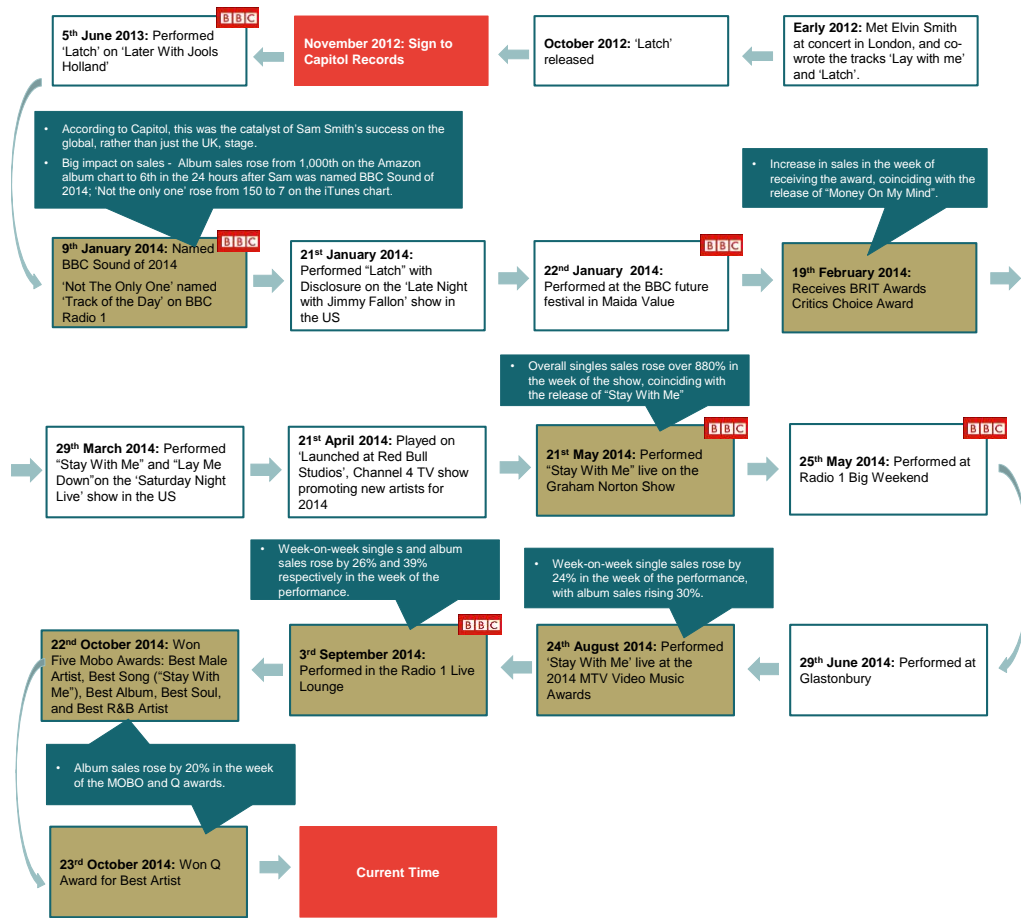 Early 2012: Met Elvin Smith
at concert in London, and co-
wrote the tracks ‘Lay with me’
and ‘Latch’.
October 2012: ‘Latch’
released
November 2012: Sign to
Capitol Records
BBC
5th June 2013: Performed
‘Latch’ on ‘Later With Jools
Holland’
• According to Capitol, this was the catalyst of Sam Smith’s success on the
global, rather than just the UK, stage.
• Big impact on sales - Album sales rose from 1,000th on the Amazon
album chart to 6th in the 24 hours after Sam was named BBC Sound of
2014; ‘Not the only one’ rose from 150 to 7 on the iTunes chart.
BBC
9th January 2014: Named
BBC Sound of 2014
‘Not The Only One’ named
‘Track of the Day’ on BBC
Radio 1
21st January 2014:
Performed “Latch” with
Disclosure on the ‘Late Night
with Jimmy Fallon’ show in
the US
BBC
22nd January 2014:
Performed at the BBC future
festival in Maida Value
• Increase in sales in the week of
receiving the award, coinciding with the
release of “Money On My Mind”.
19th February 2014:
Receives BRIT Awards
Critics Choice Award
29th March 2014: Performed
“Stay With Me” and “Lay Me
Down”on the ‘Saturday Night
Live’ show in the US
21st April 2014: Played on
‘Launched at Red Bull
Studios’, Channel 4 TV show
promoting new artists for
2014
• Overall singles sales rose over 880% in
the week of the show, coinciding with
the release of “Stay With Me”
BBC
21st May 2014: Performed
“Stay With Me” live on the
Graham Norton Show
BBC
25th May 2014: Performed at
Radio 1 Big Weekend
29th June 2014: Performed at
Glastonbury
• Week-on-week single sales rose by
24% in the week of the performance,
with album sales rising 30%.
24th August 2014: Performed
‘Stay With Me’ live at the
2014 MTV Video Music
Awards
• Week-on-week single s and album
sales rose by 26% and 39%
respectively in the week of the
performance.
BBC
3rd September 2014:
Performed in the Radio 1 Live
Lounge
22nd October 2014: Won
Five Mobo Awards: Best Male
Artist, Best Song (“Stay With
Me”), Best Album, Best Soul,
and Best R&B Artist
• Album sales rose by 20% in the week
of the MOBO and Q awards.
23rd October 2014: Won Q
Award for Best Artist
Current Time